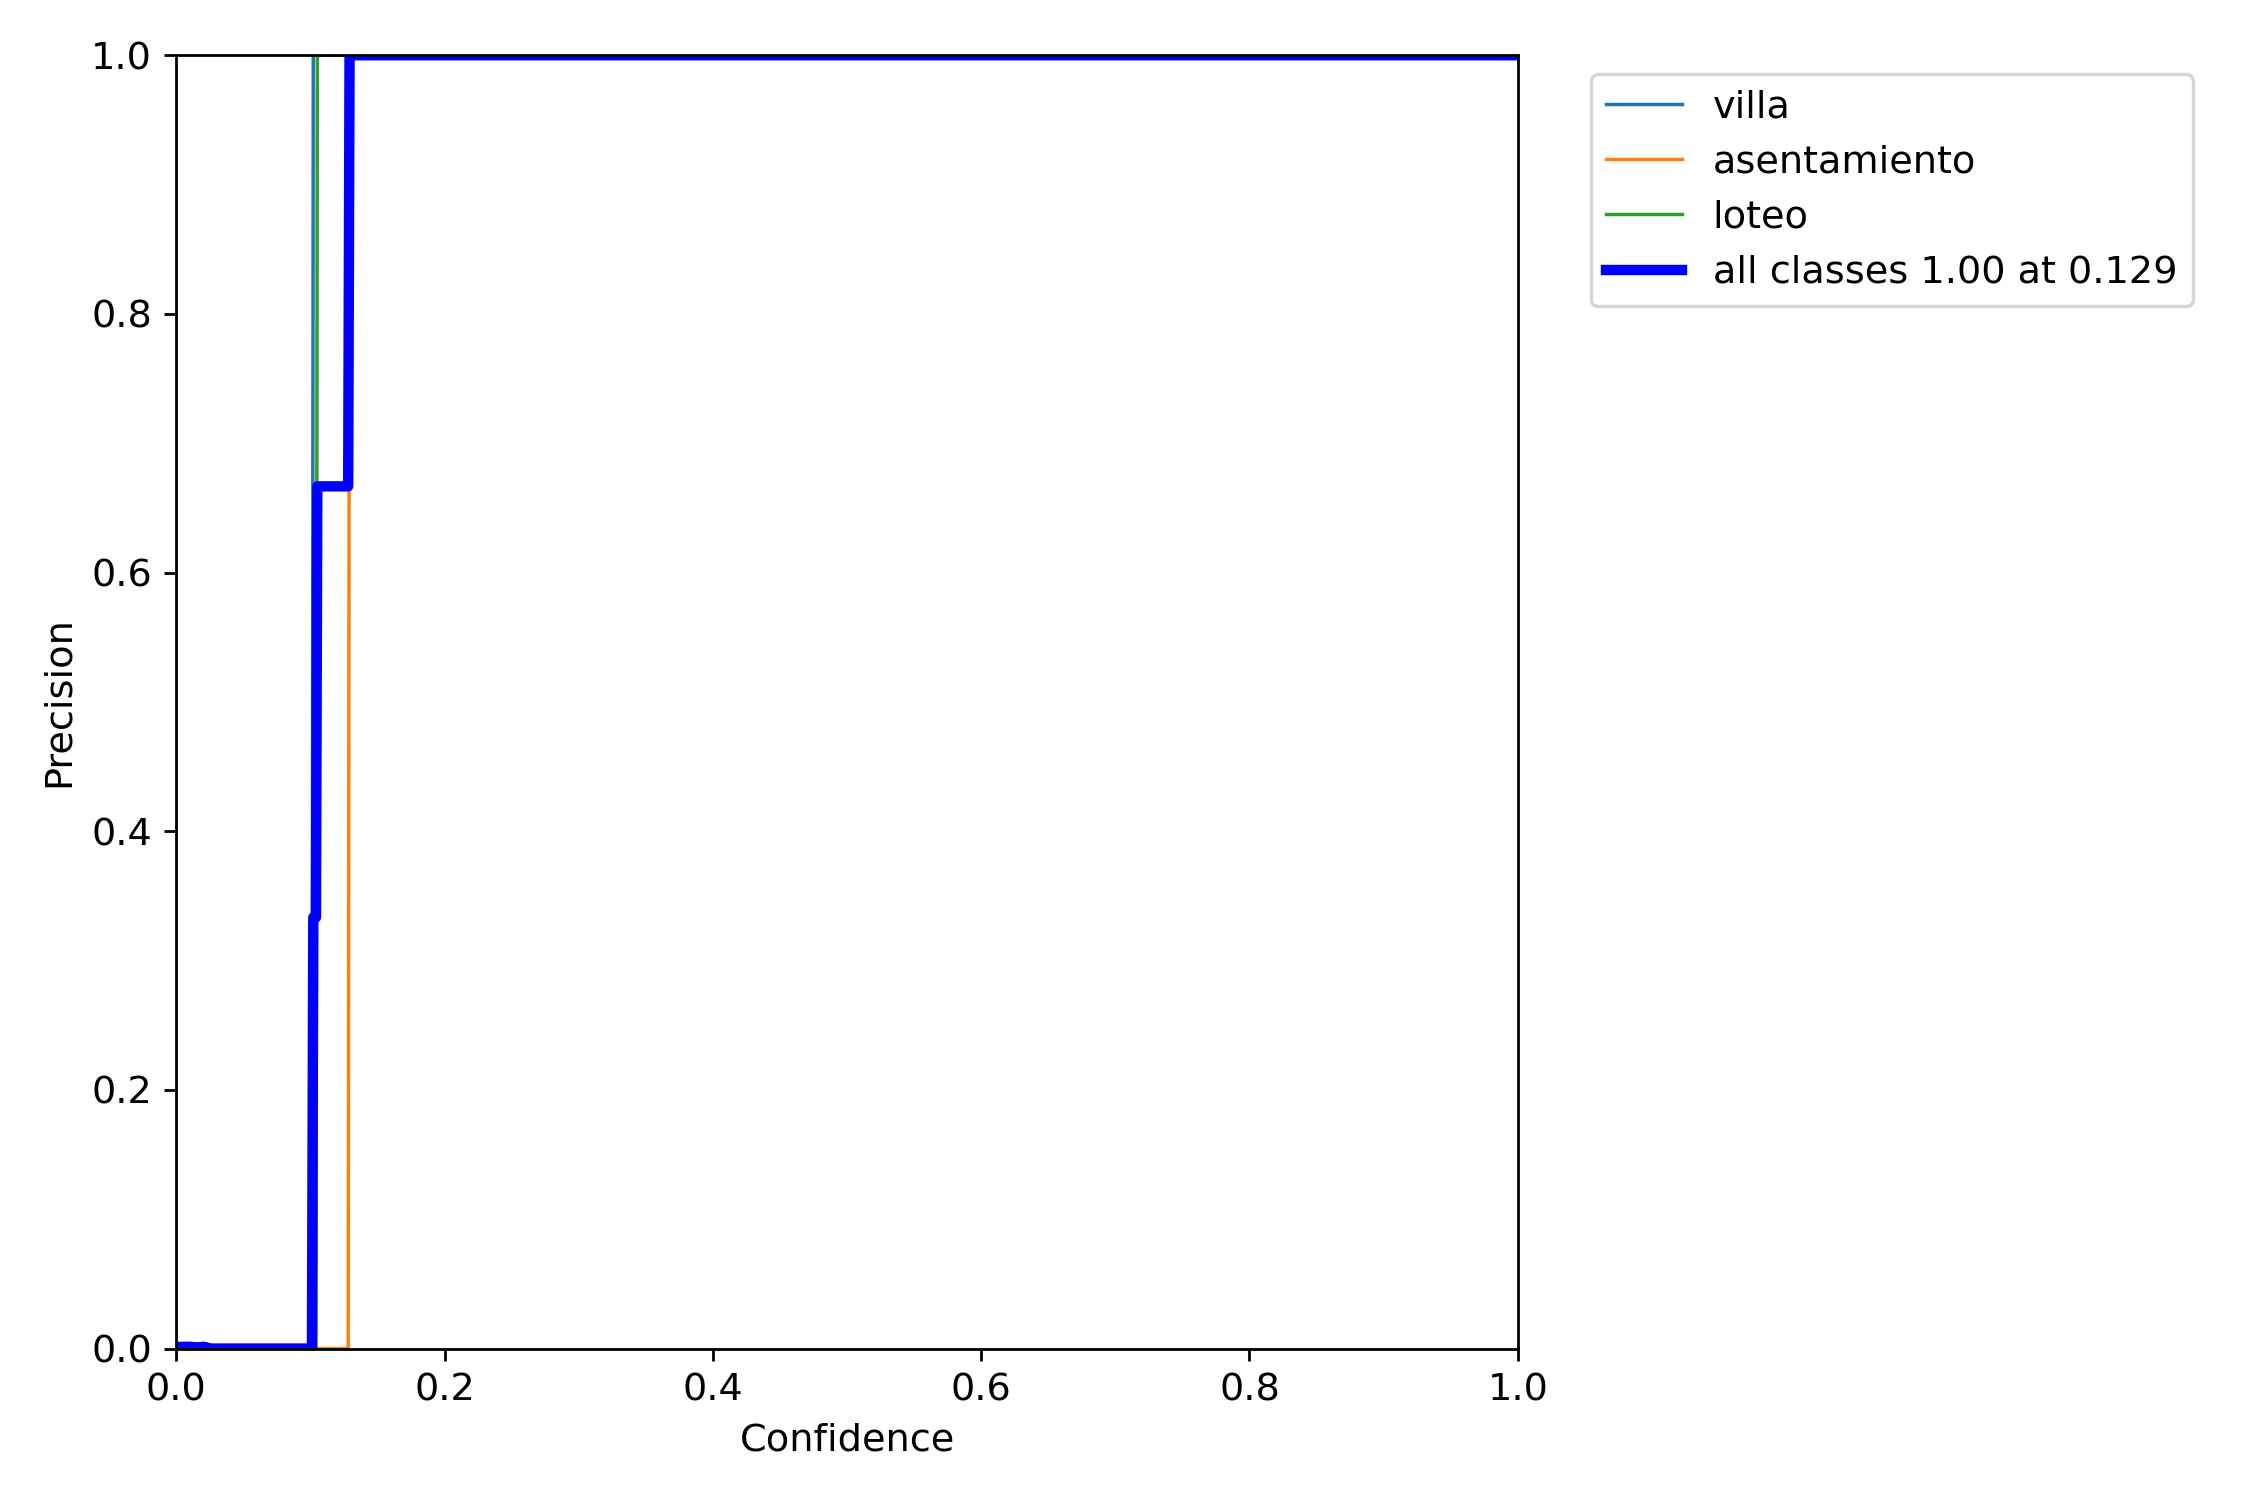 1.0
0.8
0.6
0.4
0.2
0.0
Precision
0.0 0.2 0.4 0.6 0.8 1.0
Confidence
villa
asentamiento
loteo
all classes 1.00 at 0.129